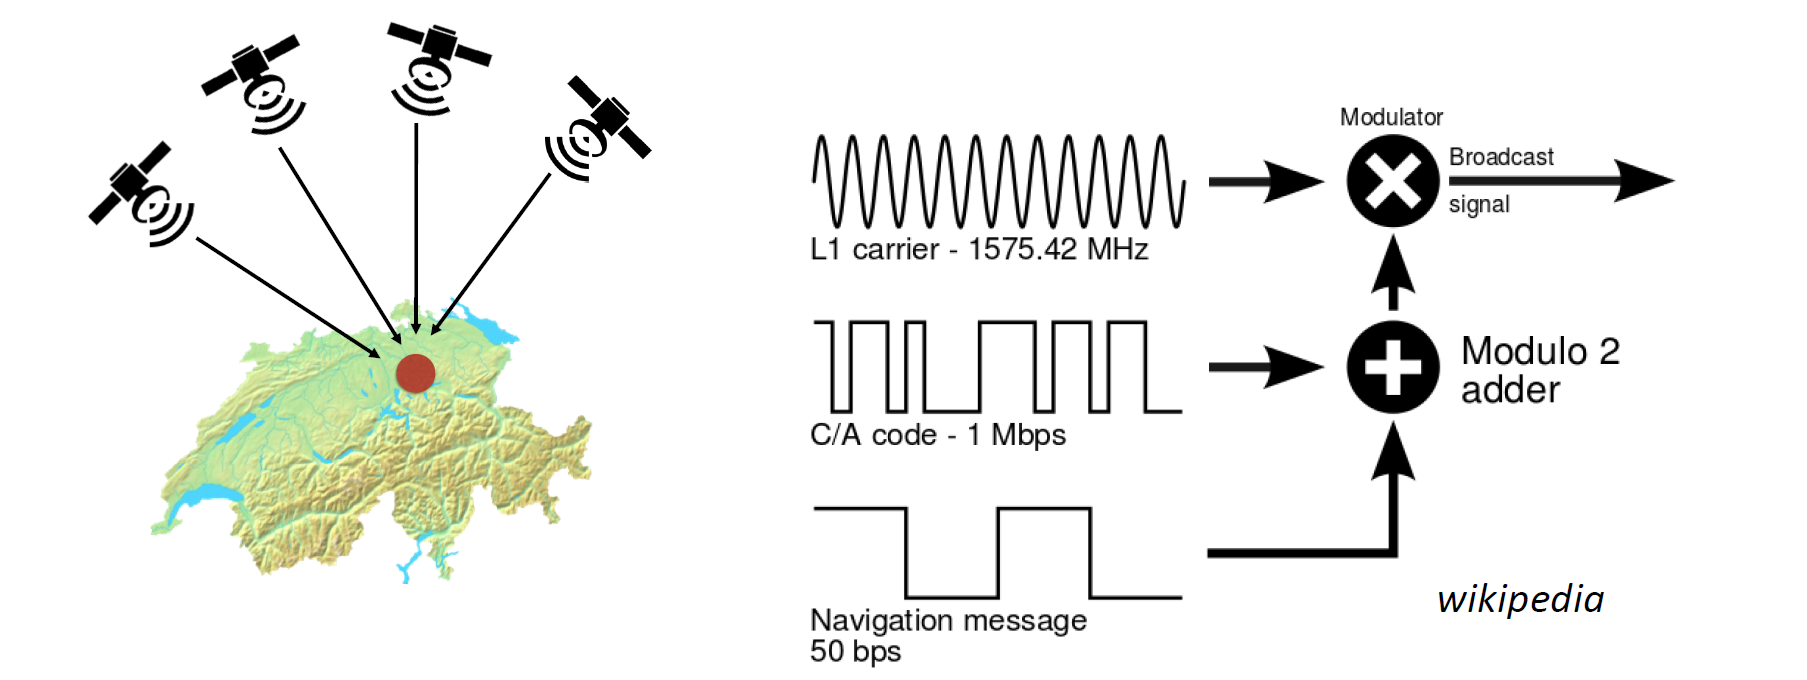 Modulator
Broadcast
signal
L1 carrier - 1575.42 MHz
Modulo 2
adder
C/A code - 1 Mbps
Navigation message
50 bps
wikipedia